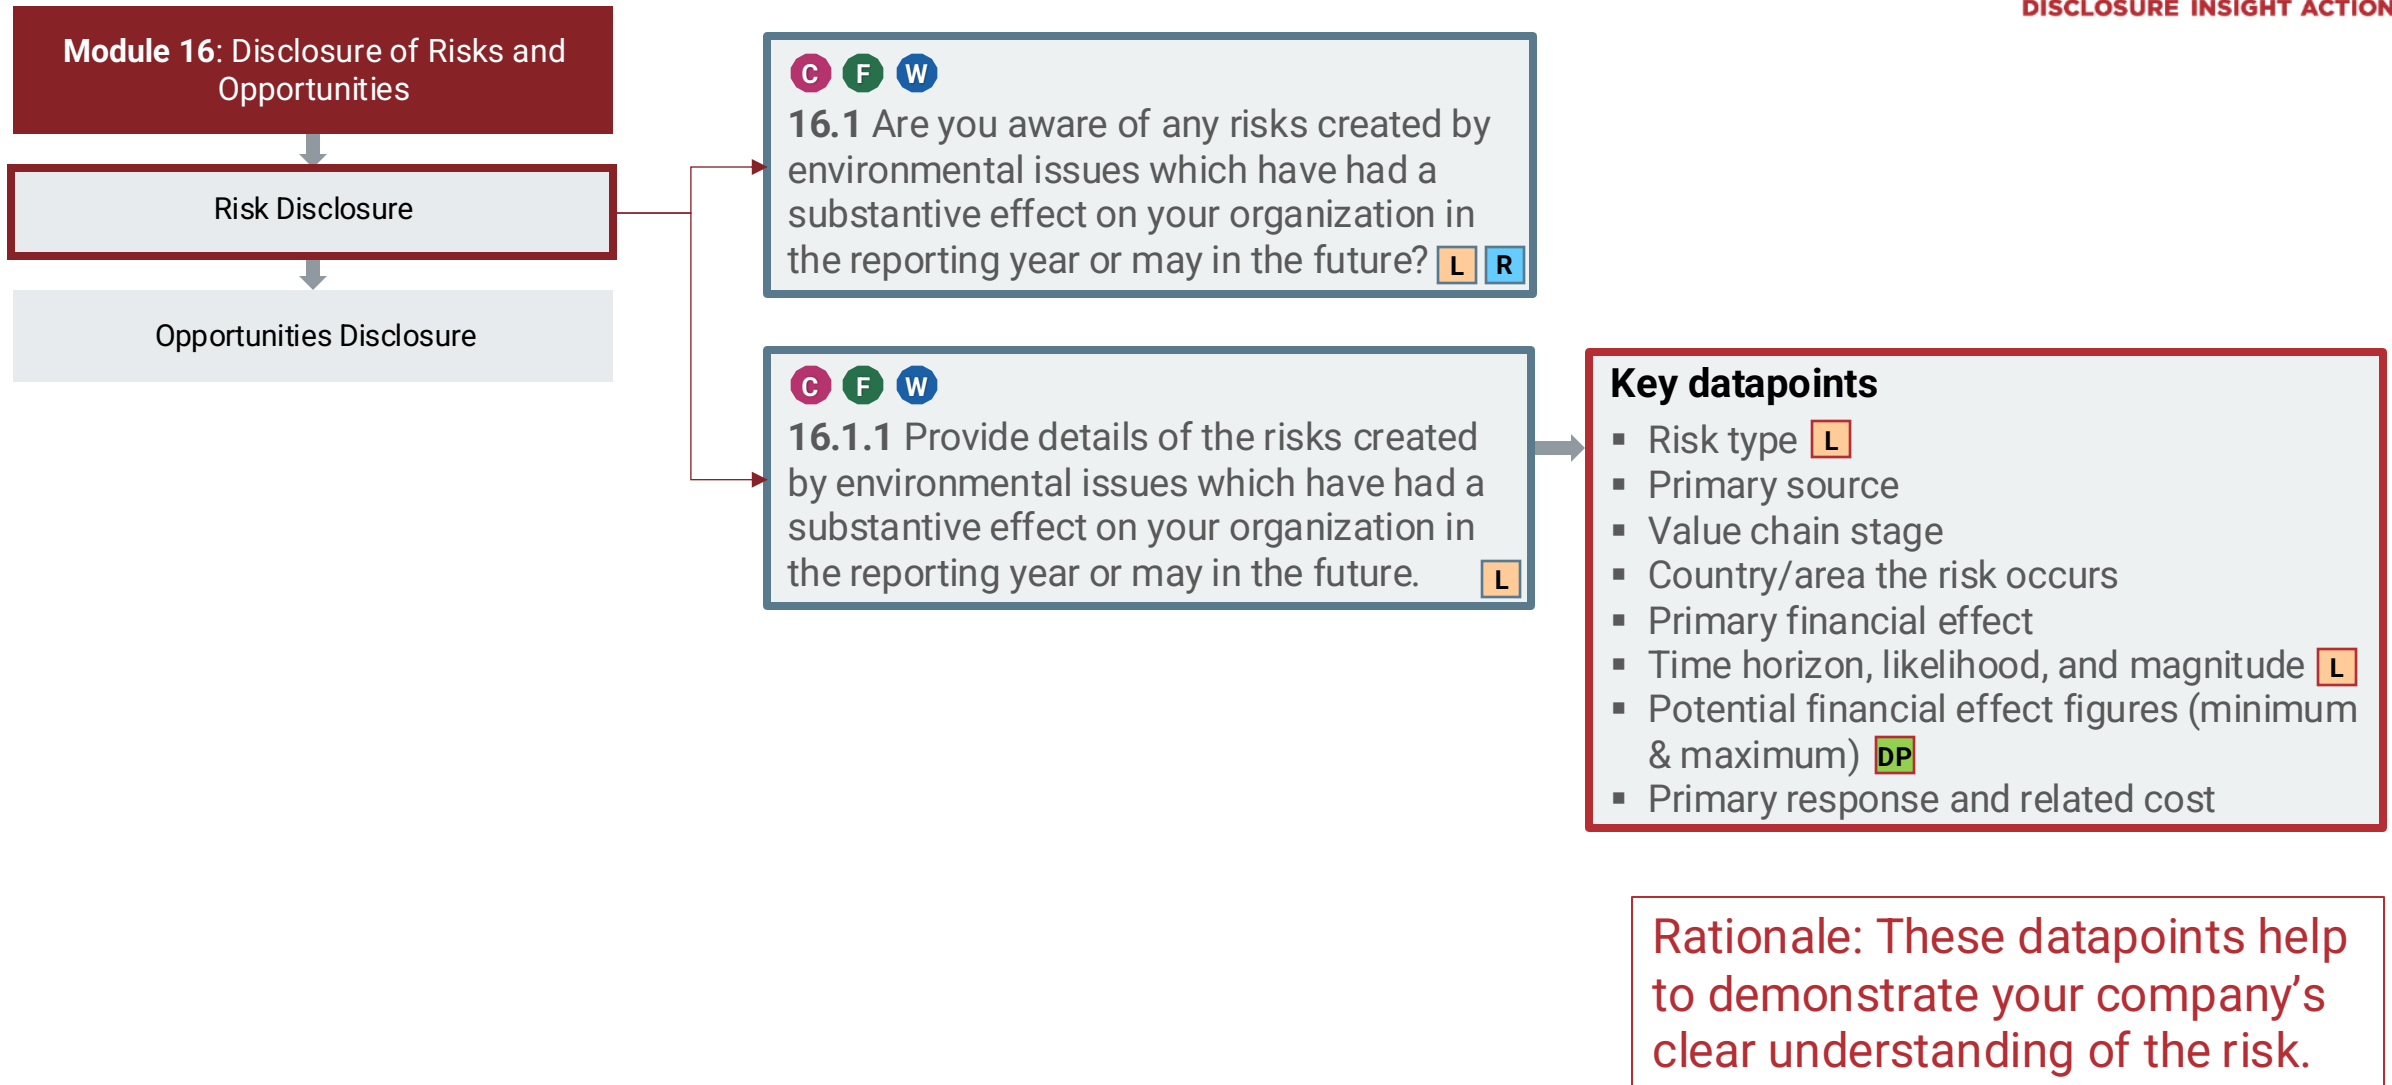 DISCLOSURE INSIGHT ACTION
Module 16: Disclosure of Risks and
Opportunities
Risk Disclosure
Opportunities Disclosure
C F W
16.1 Are you aware of any risks created by
environmental issues which have had a
substantive effect on your organization in
the reporting year or may in the future? L R
C F W
16.1.1 Provide details of the risks created
by environmental issues which have had a
substantive effect on your organization in
the reporting year or may in the future. L
Key datapoints
▪ Risk type L
▪ Primary source
▪ Value chain stage
▪ Country/area the risk occurs
▪ Primary financial effect
▪ Time horizon, likelihood, and magnitude L
▪ Potential financial effect figures (minimum
& maximum) DP
▪ Primary response and related cost
Rationale: These datapoints help
to demonstrate your company’s
clear understanding of the risk.